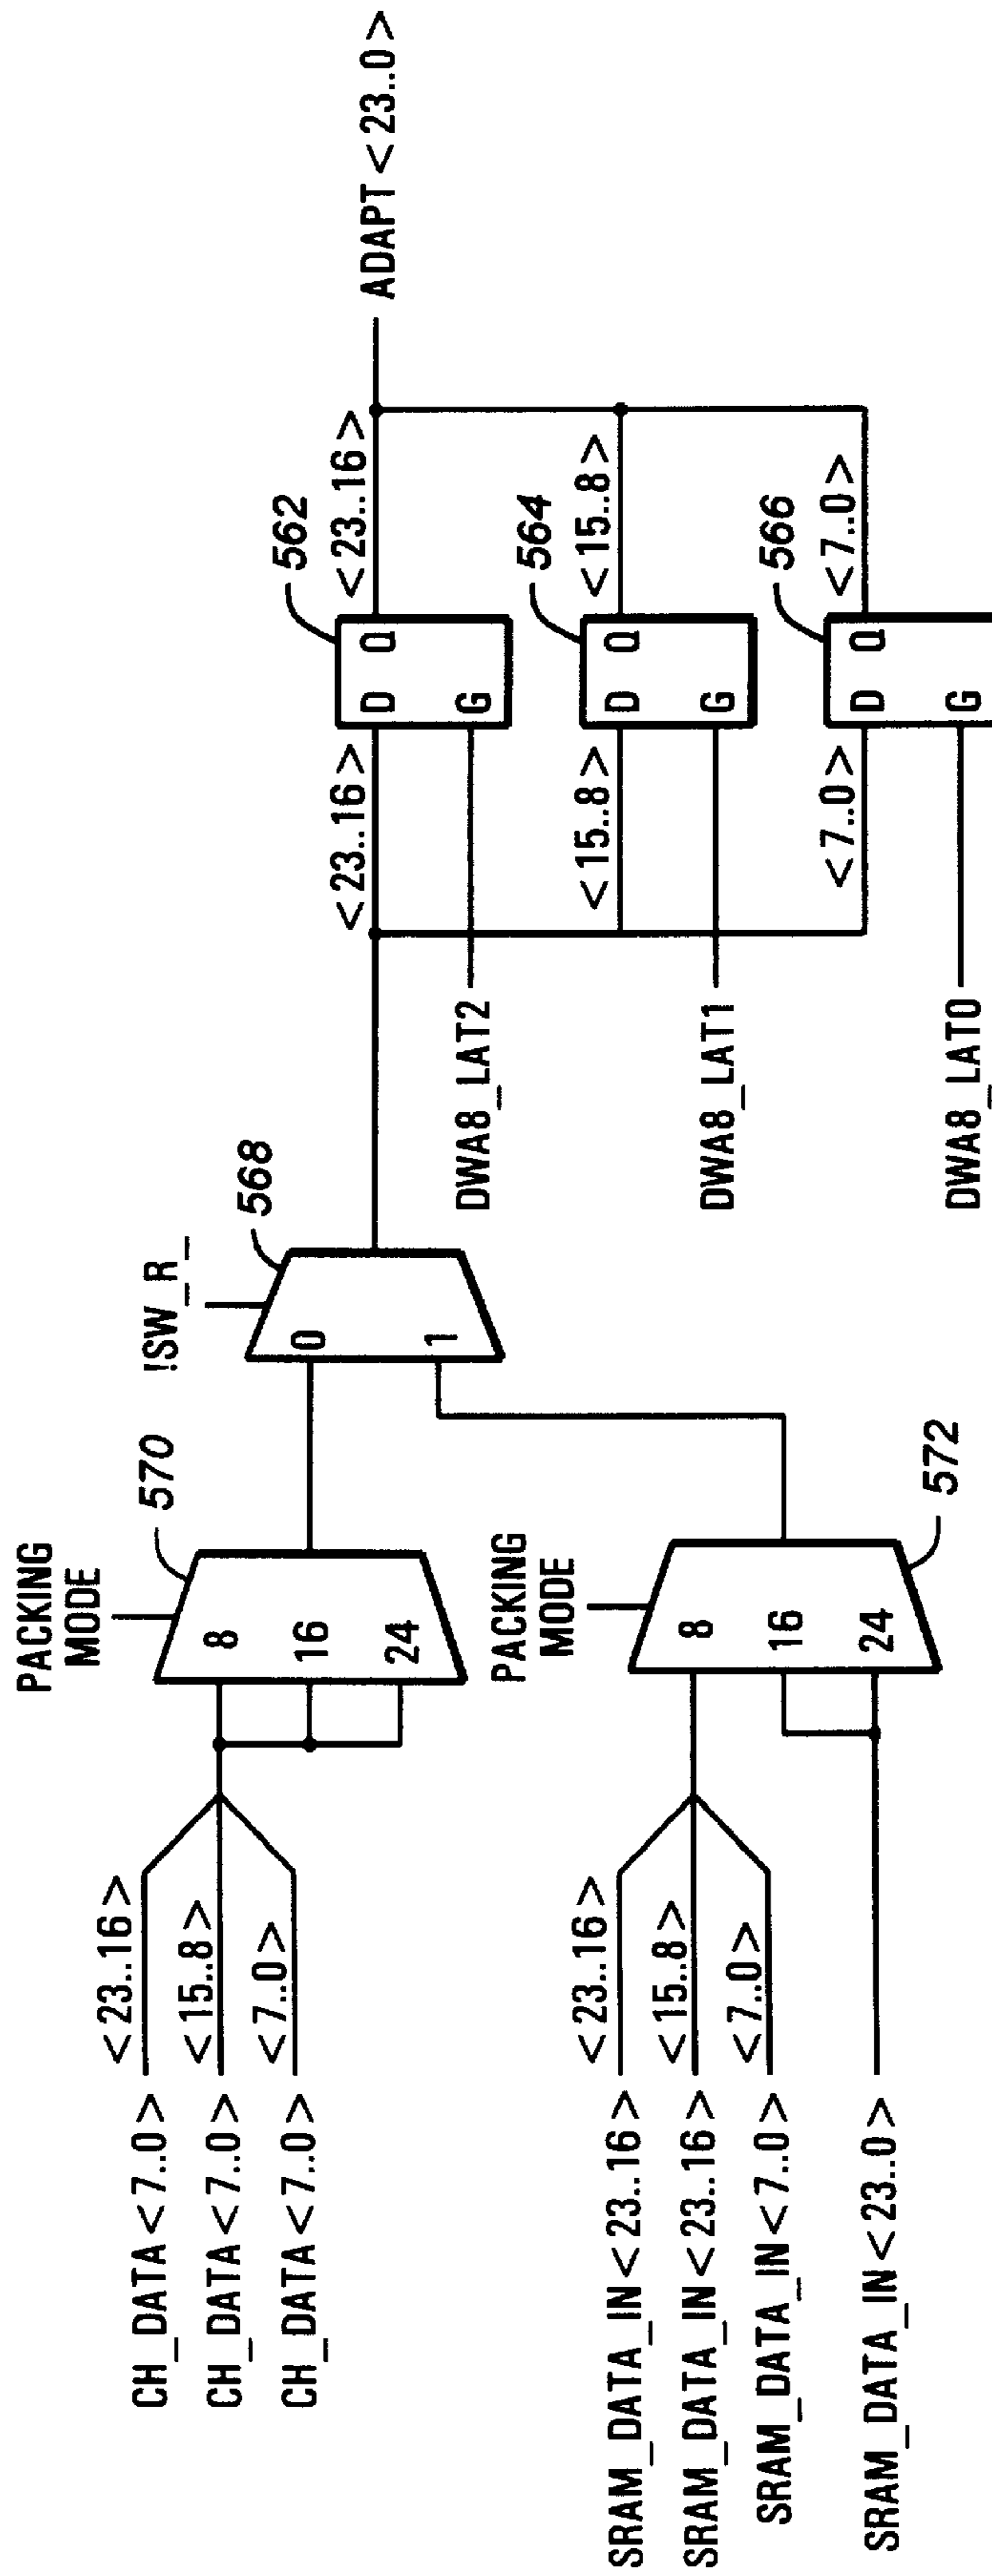 PACKING
MODE
570
8
16
24
CH_DATA<7..0>
<23..16>
CH_DATA<7..0>
<15..8>
CH_DATA<7..0>
<7..0>
PACKING
MODE
572
8
16
24
SRAM_DATA_IN<23..16>
<23..16>
SRAM_DATA_IN<23..16>
<15..8>
SRAM_DATA_IN<7..0>
<7..0>
SRAM_DATA_IN<23..0>
!SW_R_
568
0
1
<23..16>
562
D Q
G
<23..16>
DWA8_LAT2
<15..8>
564
D Q
G
<15..8>
DWA8_LAT1
<7..0>
566
D Q
G
<7..0>
DWA8_LAT0
ADAPT<23..0>